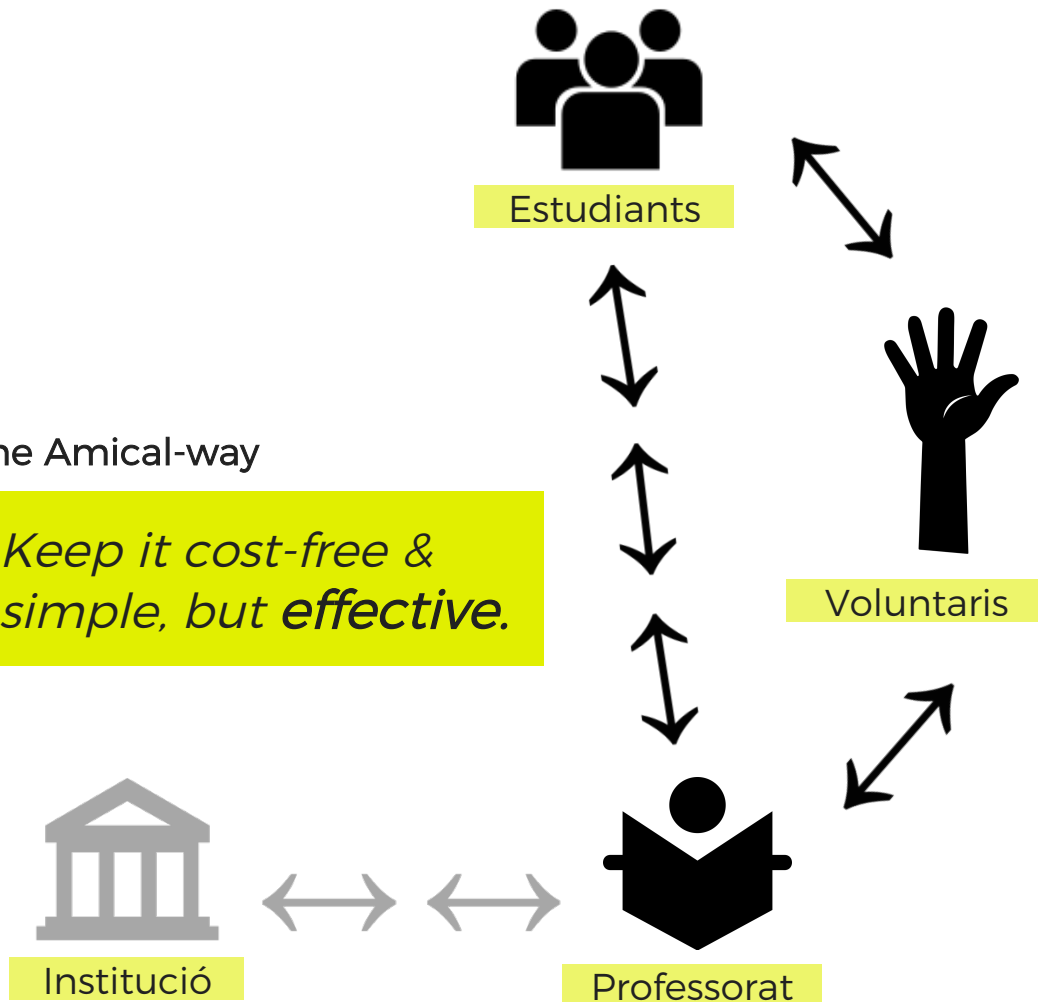 Estudiants
he Amical-way
Keep it cost-free &
simple, but effective.
Voluntaris
Institució
Professorat